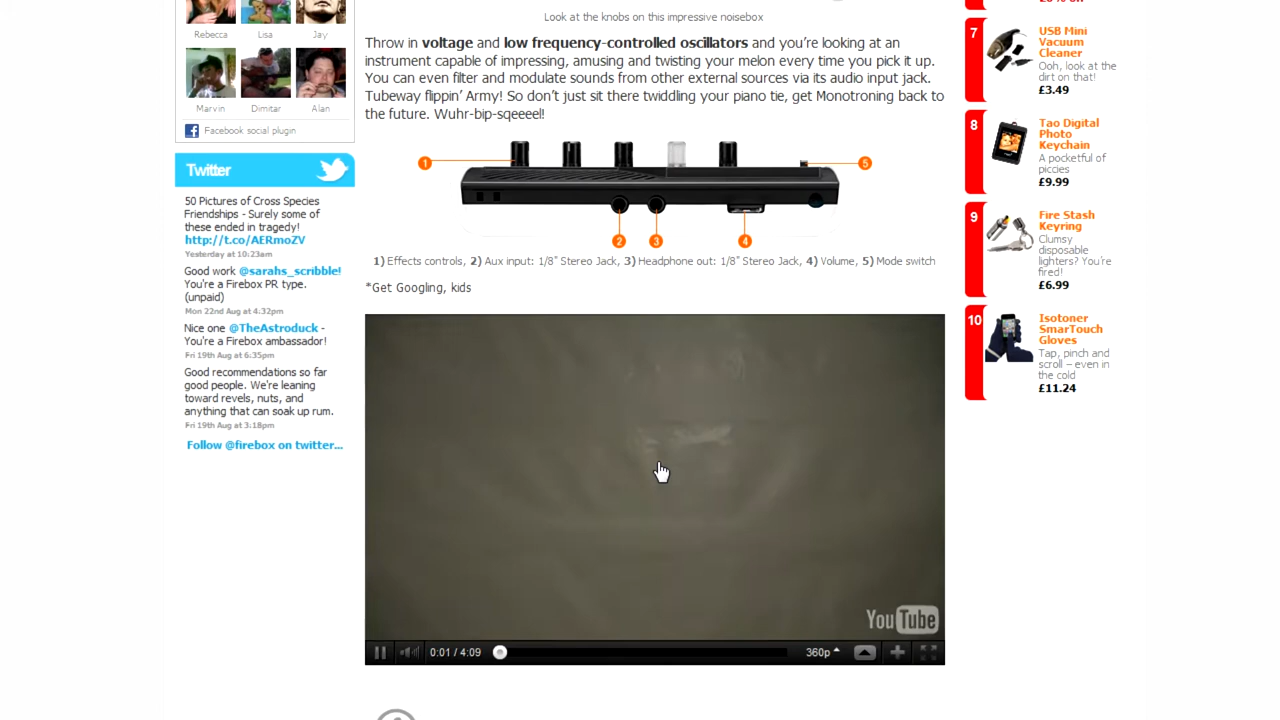 Rebecca Lisa Jay
Marvin Dimitar Alan
Facebook social plugin
Twitter
50 Pictures of Cross Species
Friendships - Surely some of
these ended in tragedy!
http://t.co/AERmoZV
Yesterday at 10:23am
Good work @sarahs_scribble!
You're a Firebox PR type.
(unpaid)
Mon 22nd Aug at 4:32pm
Nice one @TheAstroduck -
You're a Firebox ambassador!
Fri 19th Aug at 6:35pm
Good recommendations so far
good people. We're leaning
toward revels, nuts, and
anything that can soak up rum.
Fri 19th Aug at 3:18pm
Follow @firebox on twitter...
Look at the knobs on this impressive noisebox
Throw in voltage and low frequency-controlled oscillators and you're looking at an
instrument capable of impressing, amusing and twisting your melon every time you pick it up.
You can even filter and modulate sounds from other external sources via its audio input jack.
Tubeway flippin' Army! So don't just sit there twiddling your piano tie, get Monotroning back to
the future. Wuhr-bip-sqeeeel!
1 5
2 3 4
1) Effects controls, 2) Aux input: 1/8" Stereo Jack, 3) Headphone out: 1/8" Stereo Jack, 4) Volume, 5) Mode switch
*Get Googling, kids
YouTube
0:01 / 4:09 360p
7
USB Mini
Vacuum
Cleaner
Ooh, look at the
dirt on that!
£3.49
8
Tao Digital
Photo
Keychain
A pocketful of
piccies
£9.99
9
Fire Stash
Keyring
Clumsy
disposable
lighters? You're
fired!
£6.99
10
Isotoner
SmarTouch
Gloves
Tap, pinch and
scroll – even in
the cold
£11.24